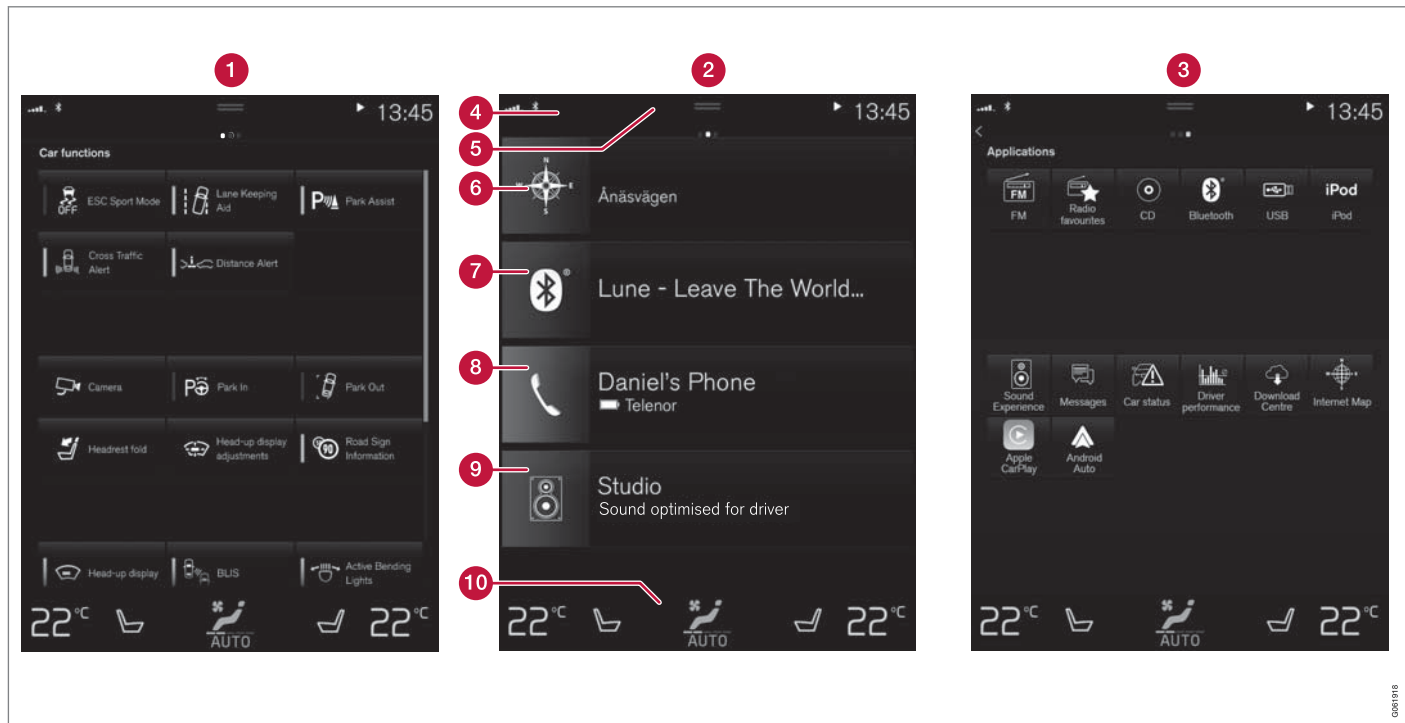 1
2
3
13:45
Car functions
OFF
ESC Sport Mode
Lane Keeping
Aid
P
Park Assist
Cross Traffic
Alert
Distance Alert
Camera
P
Park In
Park Out
Headrest fold
Head-up display
adjustments
90
Road Sign
Information
Head-up display
BLIS
Active Bending
Lights
22°C
AUTO
22°C
4
5
6
7
8
9
10
13:45
N
W
E
S
Ånäsvägen
®
Lune - Leave The World...
Daniel's Phone
Telenor
Studio
Sound optimised for driver
22°C
AUTO
22°C
13:45
Applications
FM
FM
Radio
favourites
CD
Bluetooth
USB
iPod
iPod
Sound
Experience
Messages
Car status
Driver
performance
Download
Centre
Internet Map
Apple
CarPlay
Android
Auto
22°C
AUTO
22°C
G061918